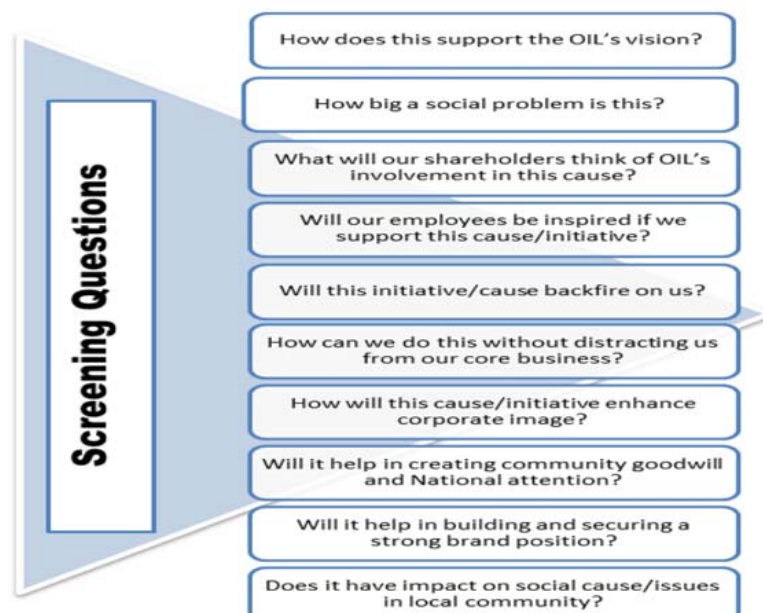 Screening Questions
How does this support the OIL's vision?
How big a social problem is this?
What will our shareholders think of OIL's
involvement in this cause?
Will our employees be inspired if we
support this cause/initiative?
Will this initiative/cause backfire on us?
How can we do this without distracting us
from our core business?
How will this cause/initiative enhance
corporate image?
Will it help in creating community goodwill
and National attention?
Will it help in building and securing a
strong brand position?
Does it have impact on social cause/issues
in local community?